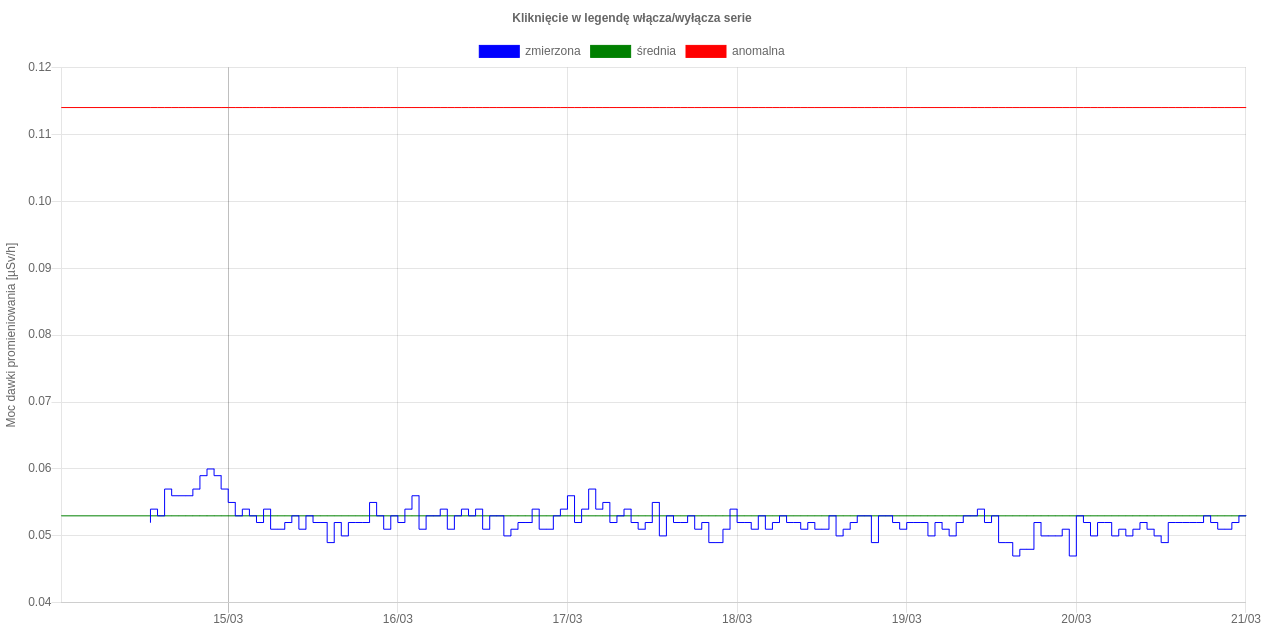 Kliknięcie w legendę włącza/wyłącza serie
zmierzona średnia anomalna
Moc dawki promieniowania [µSv/h]
0.12
0.11
0.10
0.09
0.08
0.07
0.06
0.05
0.04
15/03 16/03 17/03 18/03 19/03 20/03 21/03